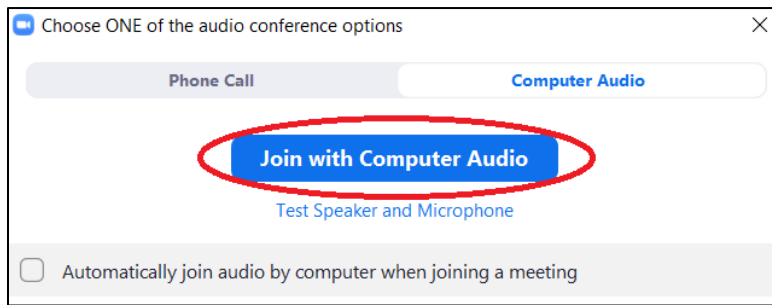 Choose ONE of the audio conference options
Phone Call
Computer Audio
Join with Computer Audio
Test Speaker and Microphone
Automatically join audio by computer when joining a meeting